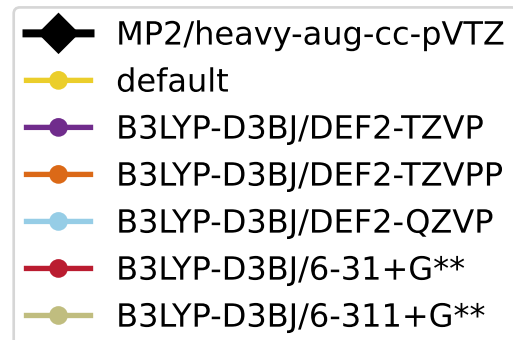 MP2/heavy-aug-cc-pVTZ
default
B3LYP-D3BJ/DEF2-TZVP
B3LYP-D3BJ/DEF2-TZVPP
B3LYP-D3BJ/DEF2-QZVP
B3LYP-D3BJ/6-31+G**
B3LYP-D3BJ/6-311+G**